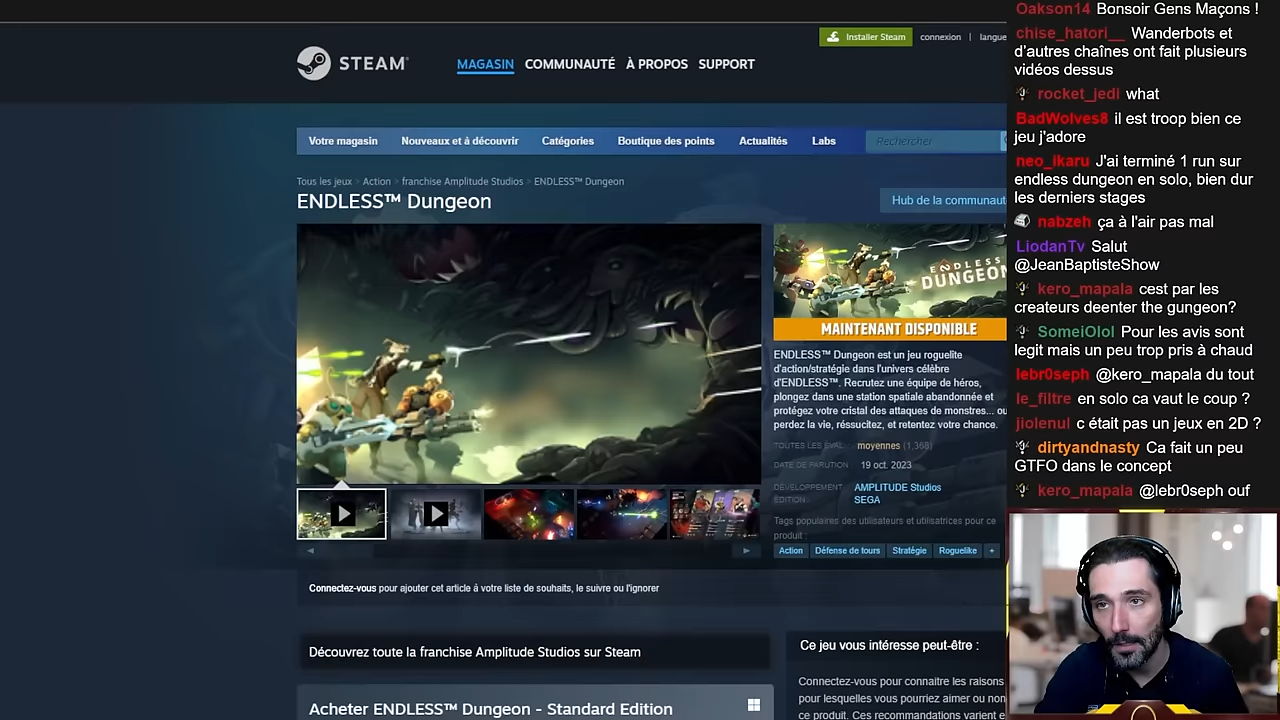 Installer Steam connexion | langue
STEAM®
MAGASIN COMMUNAUTÉ À PROPOS SUPPORT
Votre magasin Nouveaux et à découvrir Catégories Boutique des points Actualités Labs Rechercher
Tous les jeux > Action > franchise Amplitude Studios > ENDLESS™ Dungeon
ENDLESS™ Dungeon
Hub de la communaut
ENDLESS
DUNGEON
MAINTENANT DISPONIBLE
ENDLESS™ Dungeon est un jeu roguelite
d'action/stratégie dans l'univers célèbre
d'ENDLESS™. Recrutez une équipe de héros,
plongez dans une station spatiale abandonnée et
protégez votre cristal des attaques de monstres... ou
perdez la vie, réssucitez, et retentez votre chance.
TOUTES LES ÉVAL. moyennes (1,368)
DATE DE PARUTION 19 oct. 2023
DÉVELOPPEMENT AMPLITUDE Studios
ÉDITION: SEGA
Tags populaires des utilisateurs et utilisatrices pour ce
produit :
Action Défense de tours Stratégie Roguelike +
Connectez-vous pour ajouter cet article à votre liste de souhaits, le suivre ou l'ignorer
Découvrez toute la franchise Amplitude Studios sur Steam
Acheter ENDLESS™ Dungeon - Standard Edition
Ce jeu vous intéresse peut-être :
Connectez-vous pour connaitre les raisons
pour lesquelles vous pourriez aimer ou non
ce produit. Ces recommandations varient e
Oakson14 Bonsoir Gens Maçons !
chise_hatori__ Wanderbots et
d'autres chaînes ont fait plusieurs
vidéos dessus
rocket_jedI what
BadWolves8 il est troop bien ce
jeu j'adore
neo_ikaru J'ai terminé 1 run sur
endless dungeon en solo, bien dur
les derniers stages
nabzeh ça à l'air pas mal
LiodanTv Salut
@JeanBaptisteShow
kero_mapala cest par les
createurs deenter the gungeon?
SomeiOlol Pour les avis sont
legit mais un peu trop pris à chaud
lebr0seph @kero_mapala du tout
le_filtre en solo ca vaut le coup ?
jiolenul c était pas un jeux en 2D ?
dirtyandnasty Ca fait un peu
GTFO dans le concept
kero_mapala @lebr0seph ouf